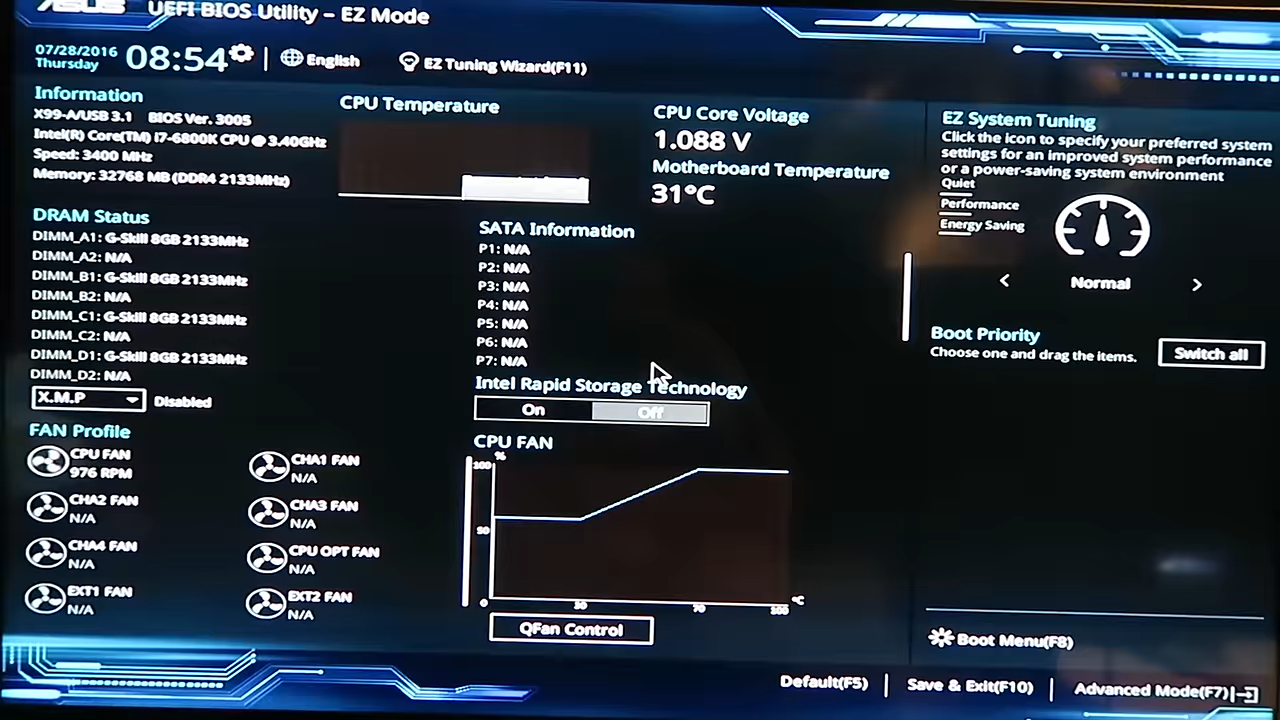 ASUS UEFI BIOS Utility – EZ Mode
07/28/2016
Thursday
08:54
English
EZ Tuning Wizard(F11)
Information
X99-A/USB 3.1 BIOS Ver. 3005
Intel(R) Core(TM) i7-6800K CPU @ 3.40GHz
Speed: 3400 MHz
Memory: 32768 MB (DDR4 2133MHz)
DRAM Status
DIMM_A1: G-Skill 8GB 2133MHz
DIMM_A2: N/A
DIMM_B1: G-Skill 8GB 2133MHz
DIMM_B2: N/A
DIMM_C1: G-Skill 8GB 2133MHz
DIMM_C2: N/A
DIMM_D1: G-Skill 8GB 2133MHz
DIMM_D2: N/A
X.M.P Disabled
FAN Profile
CPU FAN
976 RPM
CHA1 FAN
N/A
CHA2 FAN
N/A
CHA3 FAN
N/A
CHA4 FAN
N/A
CPU OPT FAN
N/A
EXT1 FAN
N/A
EXT2 FAN
N/A
CPU Temperature
CPU Core Voltage
1.088 V
Motherboard Temperature
31°C
SATA Information
P1: N/A
P2: N/A
P3: N/A
P4: N/A
P5: N/A
P6: N/A
P7: N/A
Intel Rapid Storage Technology
On Off
CPU FAN
%
100
50
0 30 70 100 °C
QFan Control
EZ System Tuning
Click the icon to specify your preferred system
settings for an improved system performance
or a power-saving system environment
Quiet
Performance
Energy Saving
Normal
Boot Priority
Choose one and drag the items.
Switch all
Boot Menu(F8)
Default(F5) Save & Exit(F10) Advanced Mode(F7)